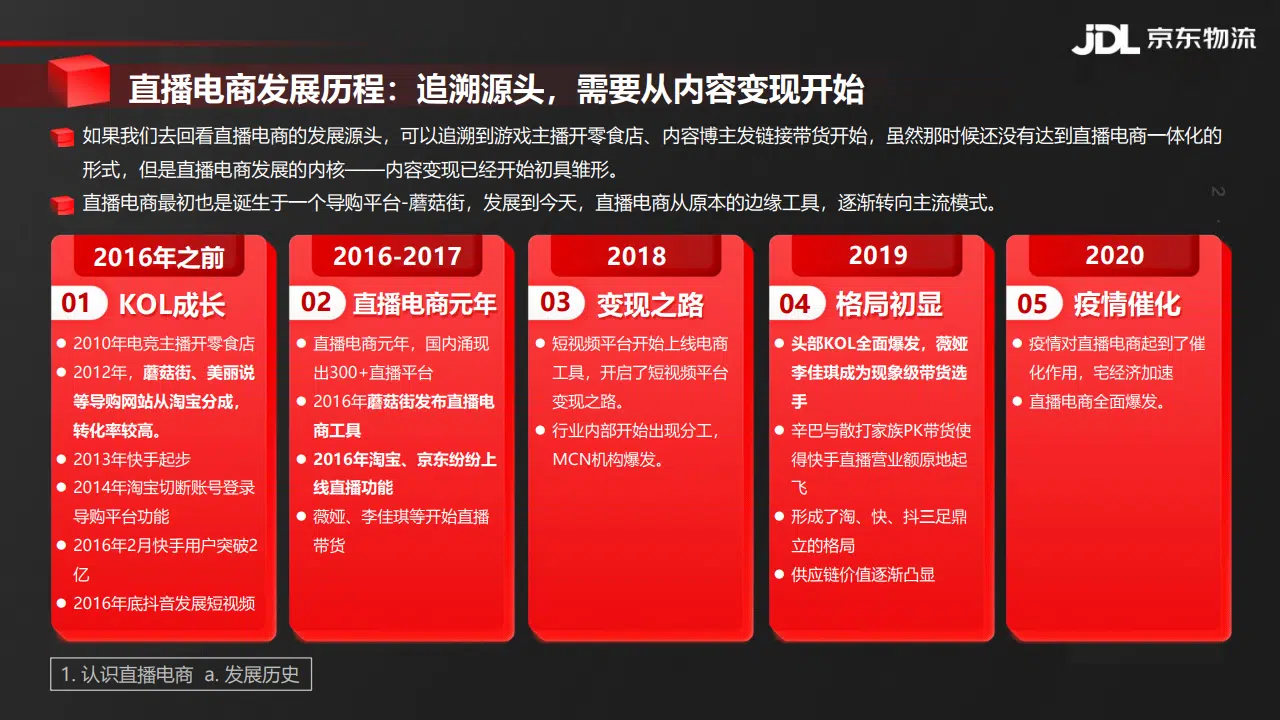 JDL 京东物流
直播电商发展历程：追溯源头，需要从内容变现开始
如果我们去回看直播电商的发展源头，可以追溯到游戏主播开零食店、内容博主发链接带货开始，虽然那时候还没有达到直播电商一体化的
形式，但是直播电商发展的内核——内容变现已经开始初具雏形。
直播电商最初也是诞生于一个导购平台-蘑菇街，发展到今天，直播电商从原本的边缘工具，逐渐转向主流模式。
2
2016年之前
01 KOL成长
2010年电竞主播开零食店
2012年，蘑菇街、美丽说
等导购网站从淘宝分成，
转化率较高。
2013年快手起步
2014年淘宝切断账号登录
导购平台功能
2016年2月快手用户突破2
亿
2016年底抖音发展短视频
2016-2017
02 直播电商元年
直播电商元年，国内涌现
出300+直播平台
2016年蘑菇街发布直播电
商工具
2016年淘宝、京东纷纷上
线直播功能
薇娅、李佳琪等开始直播
带货
2018
03 变现之路
短视频平台开始上线电商
工具，开启了短视频平台
变现之路。
行业内部开始出现分工，
MCN机构爆发。
2019
04 格局初显
头部KOL全面爆发，薇娅
李佳琪成为现象级带货选
手
辛巴与散打家族PK带货使
得快手直播营业额原地起
飞
形成了淘、快、抖三足鼎
立的格局
供应链价值逐渐凸显
2020
05 疫情催化
疫情对直播电商起到了催
化作用，宅经济加速
直播电商全面爆发。
1. 认识直播电商 a. 发展历史